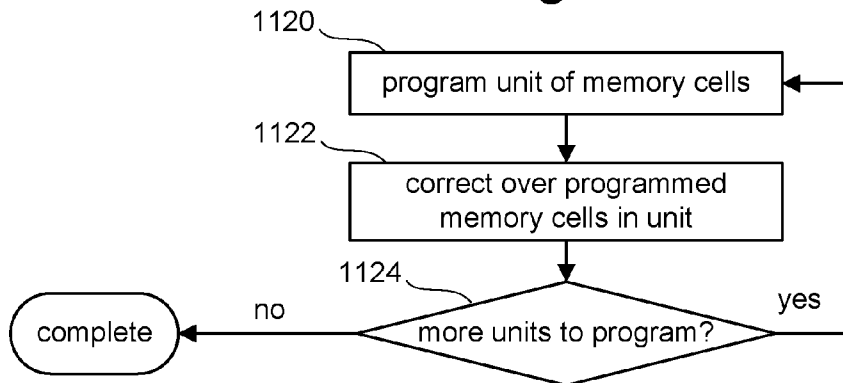 1120
program unit of memory cells
1122
correct over programmed
memory cells in unit
1124
no
yes
complete
more units to program?